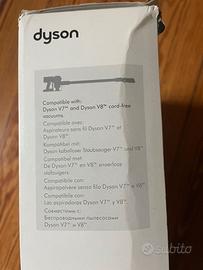 dyson
Compatible with:
Dyson V7™ and Dyson V8™ cord-free
vacuums.
Compatible avec:
Aspirateurs sans fil Dyson V7™ et
Dyson V8™
Kompatibel mit:
Dyson kabelloser Staubsauger V7™ und V8™
Compatibel met:
De Dyson V7™ en V8™ snoerloze
stofzuigers.
Compatibile con:
Aspirapolvere senza filo Dyson V7™ e V8™
Compatible con:
Las aspiradoras Dyson V7™ y V8™
Совместимо с:
Беспроводными пылесосами
Dyson V7™ и V8™
subito